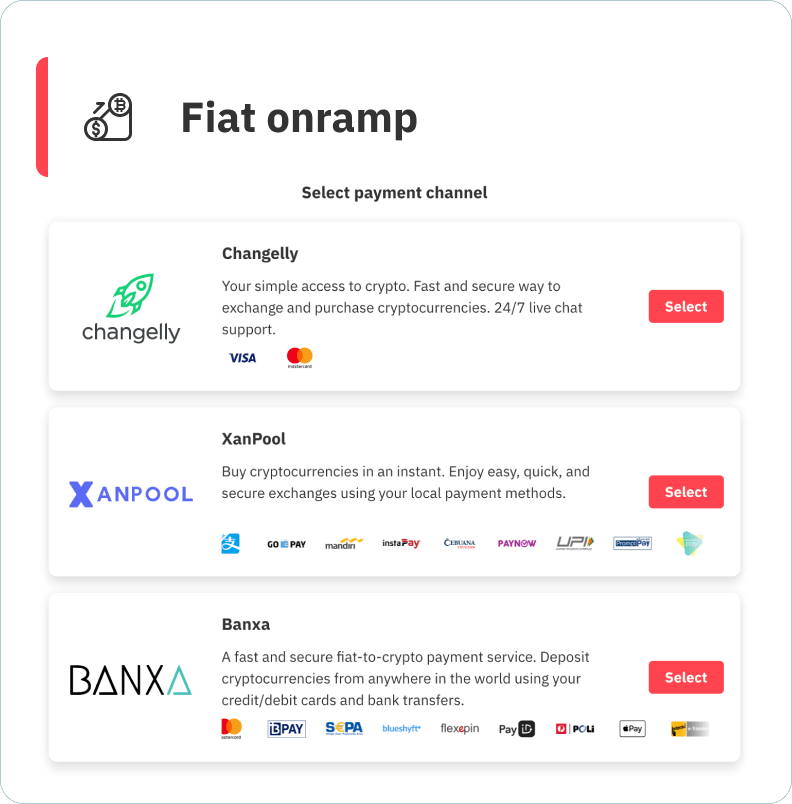 Fiat onramp
Select payment channel
Changelly
Your simple access to crypto. Fast and secure way to
exchange and purchase cryptocurrencies. 24/7 live chat
support.
changelly
Select
VISA
mastercard
XanPool
Buy cryptocurrencies in an instant. Enjoy easy, quick, and
secure exchanges using your local payment methods.
XANPOOL
Select
GO PAY
mandırı
instaPay
CEBUANA
PAYNOW
UPI
PromptPay
Banxa
A fast and secure fiat-to-crypto payment service. Deposit
cryptocurrencies from anywhere in the world using your
credit/debit cards and bank transfers.
BANXA
Select
mastercard
BPAY
SEPA
blueshyft
flexepin
Pay iD
POLi
Pay